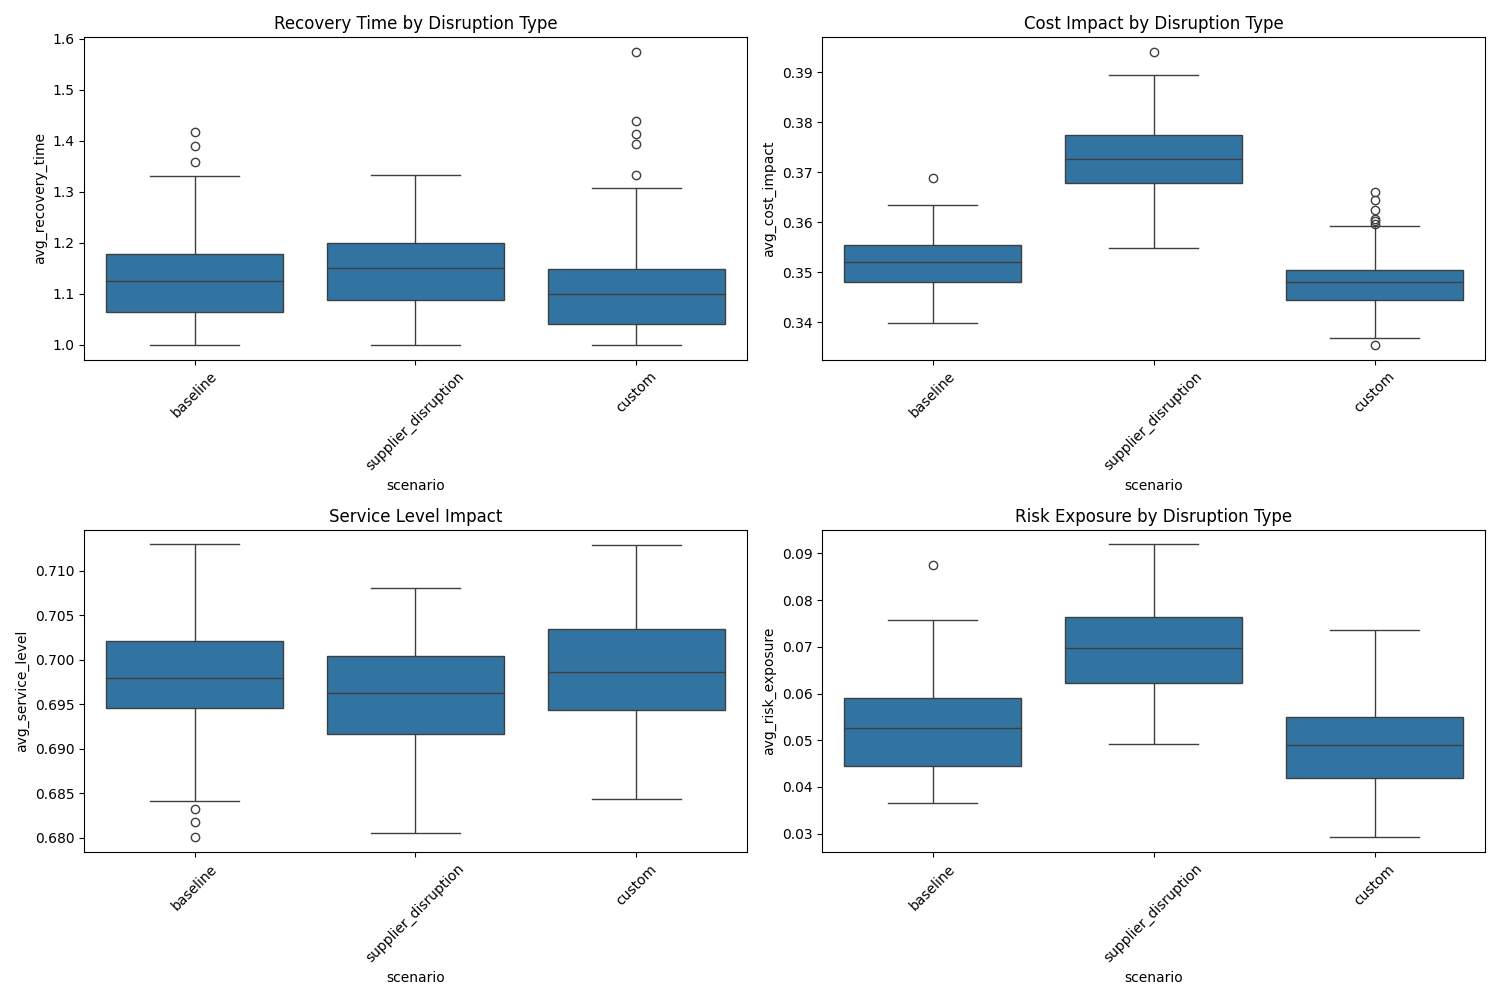 Recovery Time by Disruption Type
avg_recovery_time
1.6
1.5
1.4
1.3
1.2
1.1
1.0
baseline
supplier_disruption
custom
scenario
Cost Impact by Disruption Type
avg_cost_impact
0.39
0.38
0.37
0.36
0.35
0.34
baseline
supplier_disruption
custom
scenario
Service Level Impact
avg_service_level
0.710
0.705
0.700
0.695
0.690
0.685
0.680
baseline
supplier_disruption
custom
scenario
Risk Exposure by Disruption Type
avg_risk_exposure
0.09
0.08
0.07
0.06
0.05
0.04
0.03
baseline
supplier_disruption
custom
scenario